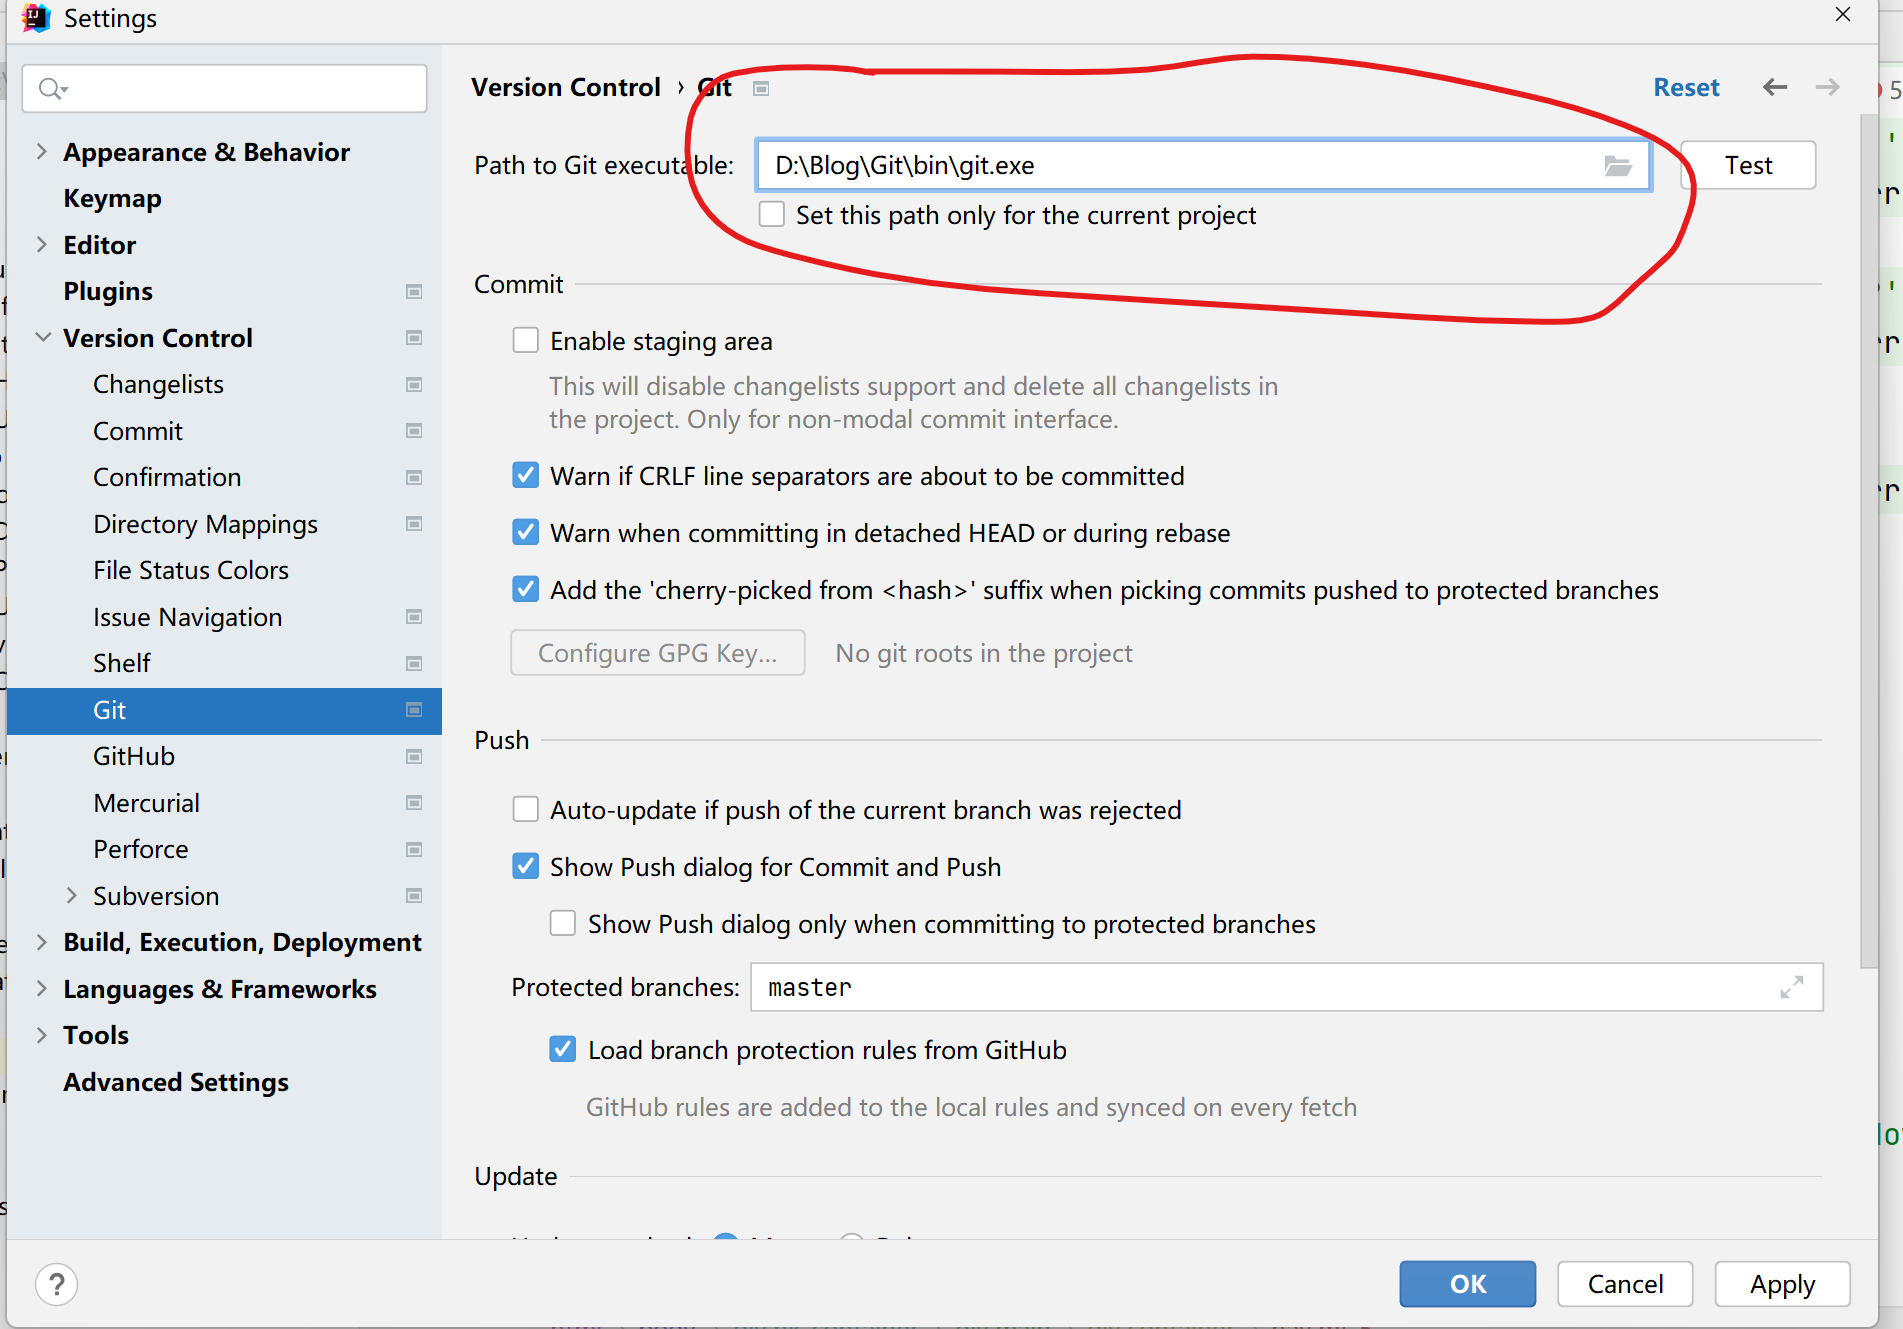 Settings
Version Control › Git
Reset
Path to Git executable:
D:\Blog\Git\bin\git.exe
Test
Set this path only for the current project
Appearance & Behavior
Keymap
Editor
Plugins
Version Control
Changelists
Commit
Confirmation
Directory Mappings
File Status Colors
Issue Navigation
Shelf
Git
GitHub
Mercurial
Perforce
Subversion
Build, Execution, Deployment
Languages & Frameworks
Tools
Advanced Settings
Commit
Enable staging area
This will disable changelists support and delete all changelists in
the project. Only for non-modal commit interface.
Warn if CRLF line separators are about to be committed
Warn when committing in detached HEAD or during rebase
Add the 'cherry-picked from <hash>' suffix when picking commits pushed to protected branches
Configure GPG Key...
No git roots in the project
Push
Auto-update if push of the current branch was rejected
Show Push dialog for Commit and Push
Show Push dialog only when committing to protected branches
Protected branches:
master
Load branch protection rules from GitHub
GitHub rules are added to the local rules and synced on every fetch
Update
?
OK
Cancel
Apply